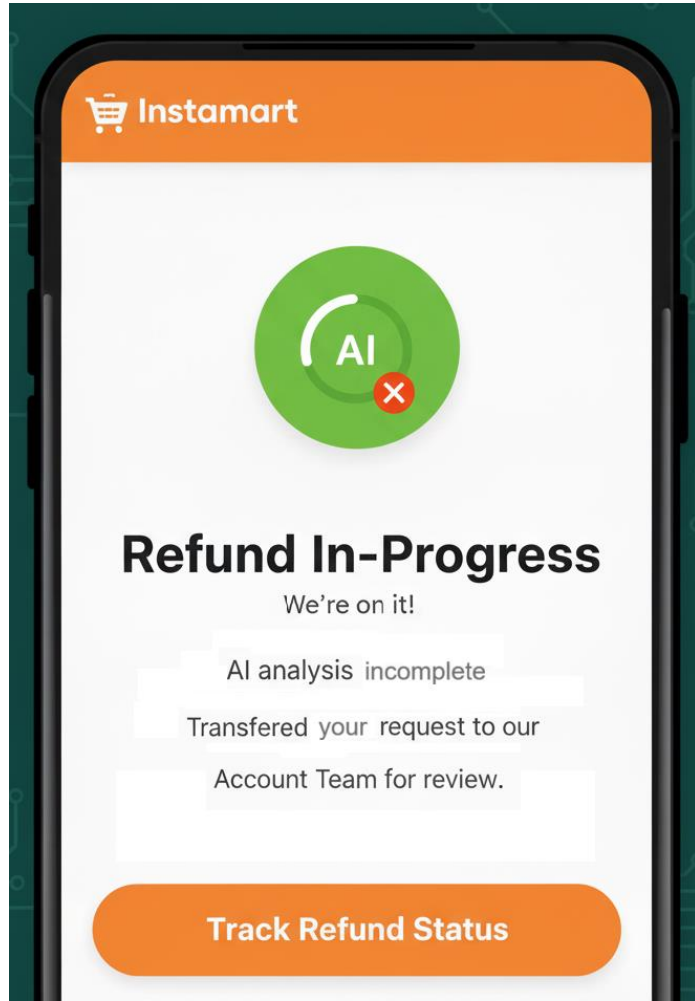 Instamart
AI
Refund In-Progress
We're on it!
AI analysis incomplete
Transfered your request to our
Account Team for review.
Track Refund Status